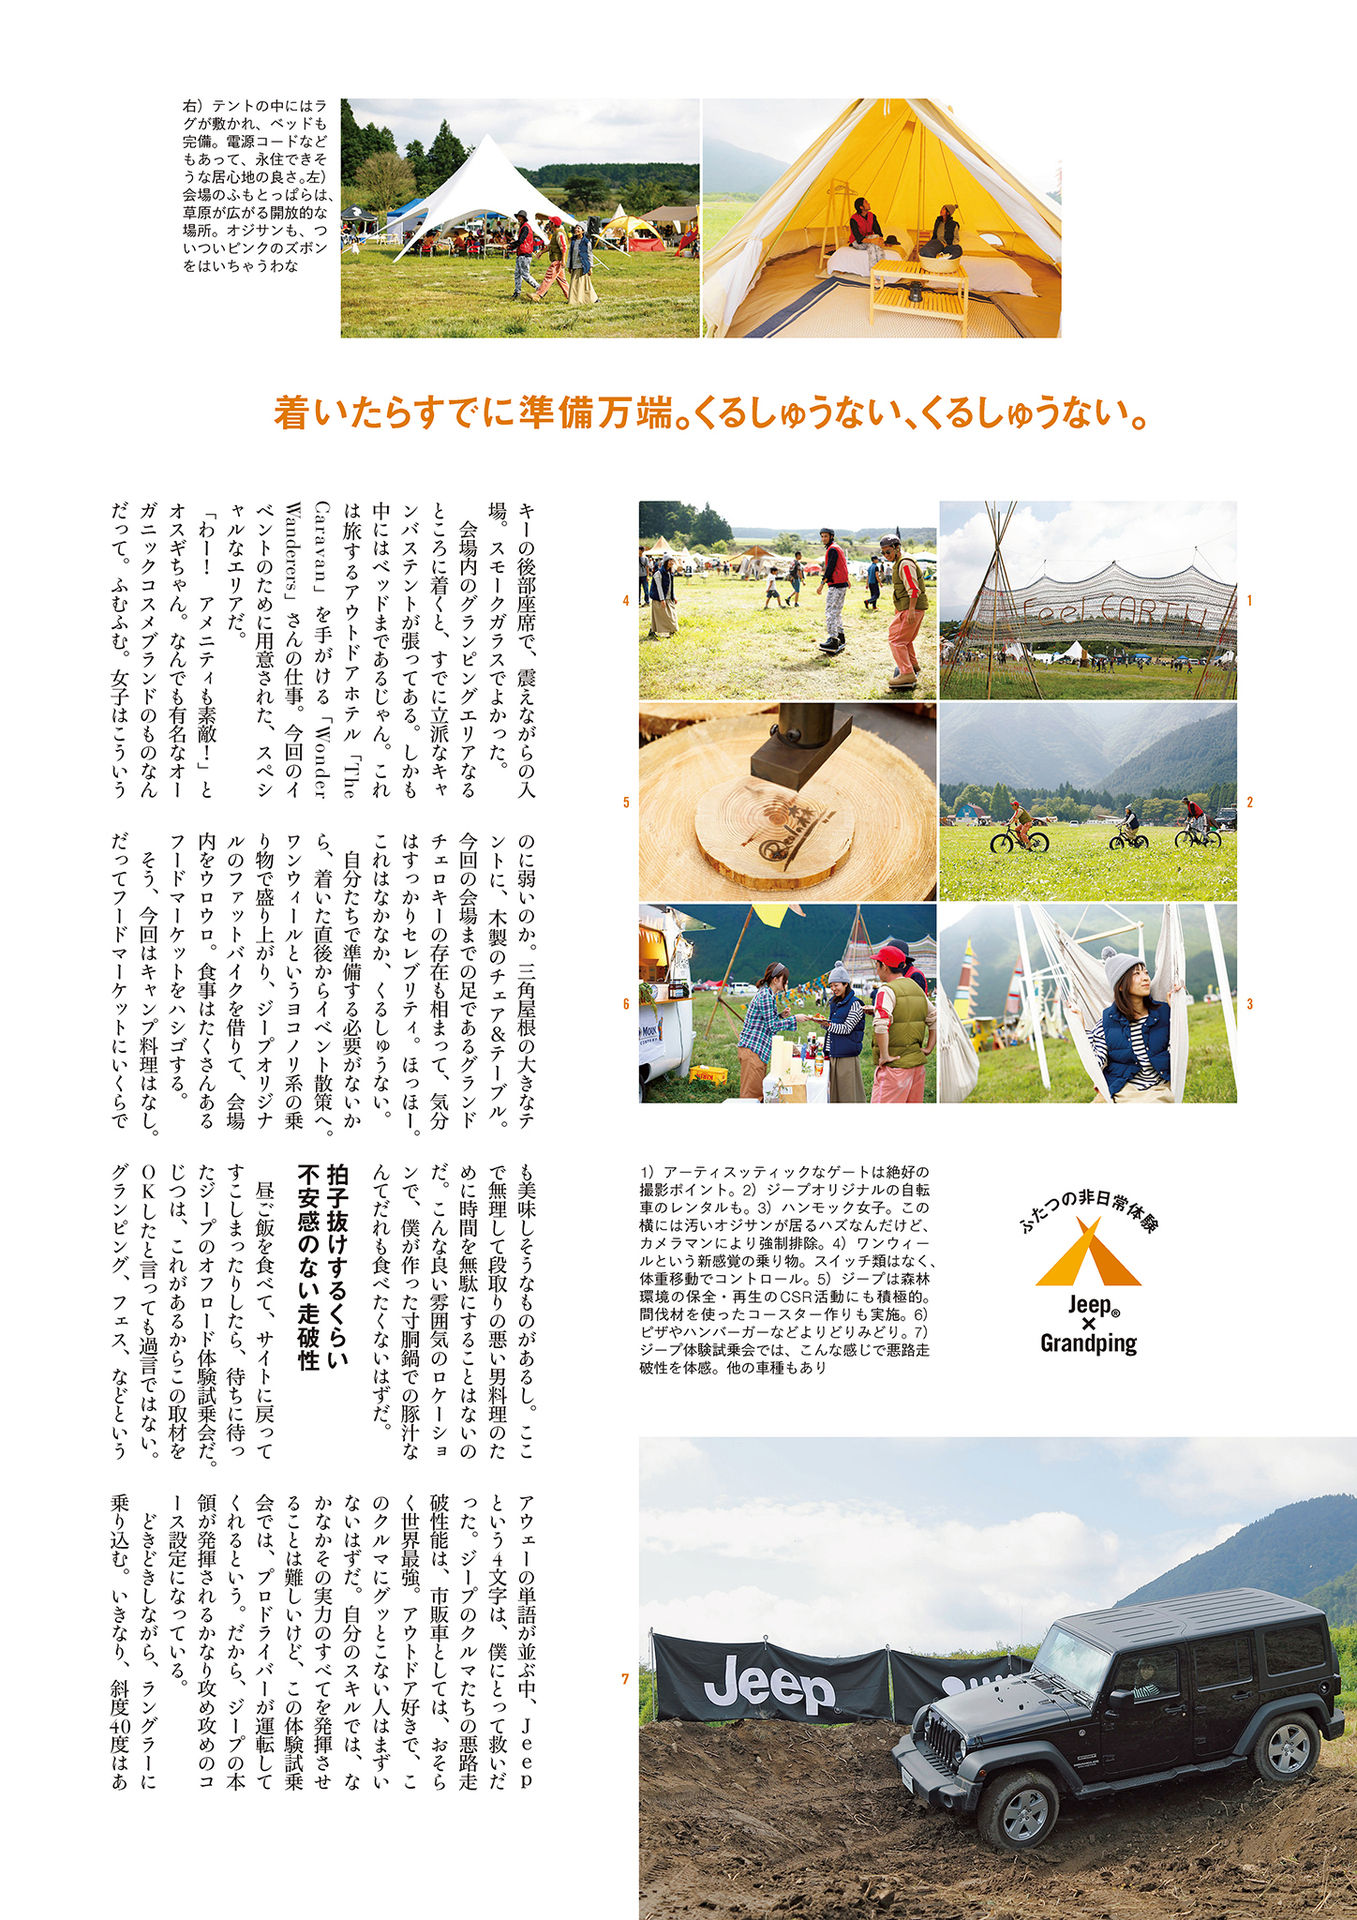 右）テントの中にはラ
グが敷かれ、ベッドも
完備。電源コードなど
もあって、永住できそ
うな居心地の良さ。左）
会場のふもとっぱらは、
草原が広がる開放的な
場所。オジサンも、つ
いついピンクのズボン
をはいちゃうわな
着いたらすでに準備万端。くるしゅうない、くるしゅうない。
キーの後部座席で、震えながらの入
場。スモークガラスでよかった。
会場内のグランピングエリアなる
ところに着くと、すでに立派なキャ
ンバステントが張ってある。しかも
中にはベッドまであるじゃん。これ
は旅するアウトドアホテル「The
Caravan」を手がける「Wonder
Wanderers」さんの仕事。今回のイ
ベントのために用意された、スペシ
ャルなエリアだ。
「わー！　アメニティも素敵！」と
オスギちゃん。なんでも有名なオー
ガニックコスメブランドのものなん
だって。ふむふむ。女子はこういう
のに弱いのか。三角屋根の大きなテ
ントに、木製のチェア＆テーブル。
今回の会場までの足であるグランド
チェロキーの存在も相まって、気分
はすっかりセレブリティ。ほっほー。
これはなかなか、くるしゅうない。
自分たちで準備する必要がないか
ら、着いた直後からイベント散策へ。
ワンウィールというヨコノリ系の乗
り物で盛り上がり、ジープオリジナ
ルのファットバイクを借りて、会場
内をウロウロ。食事はたくさんある
フードマーケットをハシゴする。
そう、今回はキャンプ料理はなし。
だってフードマーケットにいくらで
も美味しそうなものがあるし。ここ
で無理して段取りの悪い男料理のた
めに時間を無駄にすることはないの
だ。こんな良い雰囲気のロケーショ
ンで、僕が作った寸胴鍋での豚汁な
んてだれも食べたくないはずだ。
拍子抜けするくらい
不安感のない走破性
昼ご飯を食べて、サイトに戻って
すこしまったりしたら、待ちに待っ
たジープのオフロード体験試乗会だ。
じつは、これがあるからこの取材を
OKしたと言っても過言ではない。
グランピング、フェス、などという
アウェーの単語が並ぶ中、Jeep
という4文字は、僕にとって救いだ
った。ジープのクルマたちの悪路走
破性能は、市販車としては、おそら
く世界最強。アウトドア好きで、こ
のクルマにグッとこない人はまずい
ないはずだ。自分のスキルでは、な
かなかその実力のすべてを発揮させ
ることは難しいけど、この体験試乗
会では、プロドライバーが運転して
くれるという。だから、ジープの本
領が発揮されるかなり攻め攻めのコ
ース設定になっている。
どきどきしながら、ラングラーに
乗り込む。いきなり、斜度40度はあ
1
2
3
4
5
6
7
feel EARTH
1）アーティスッティックなゲートは絶好の
撮影ポイント。2）ジープオリジナルの自転
車のレンタルも。3）ハンモック女子。この
横には汚いオジサンが居るハズなんだけど、
カメラマンにより強制排除。4）ワンウィー
ルという新感覚の乗り物。スイッチ類はなく、
体重移動でコントロール。5）ジープは森林
環境の保全・再生のCSR活動にも積極的。
間伐材を使ったコースター作りも実施。6）
ピザやハンバーガーなどよりどりみどり。7）
ジープ体験試乗会では、こんな感じで悪路走
破性を体感。他の車種もあり
ふたつの非日常体験
Jeep®
×
Grandping
Jeep